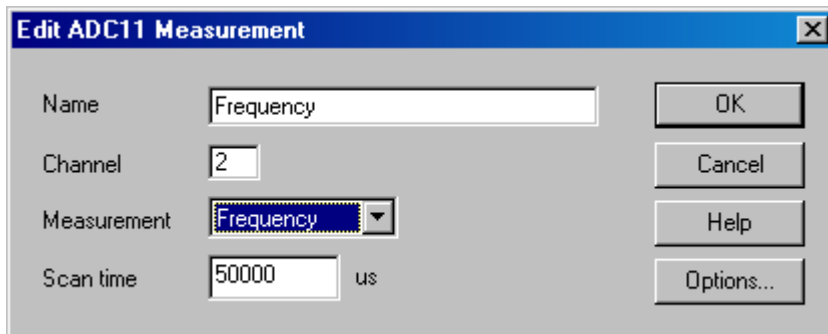 Edit ADC11 Measurement
Name Frequency OK
Channel 2 Cancel
Measurement Frequency Help
Scan time 50000 us Options...